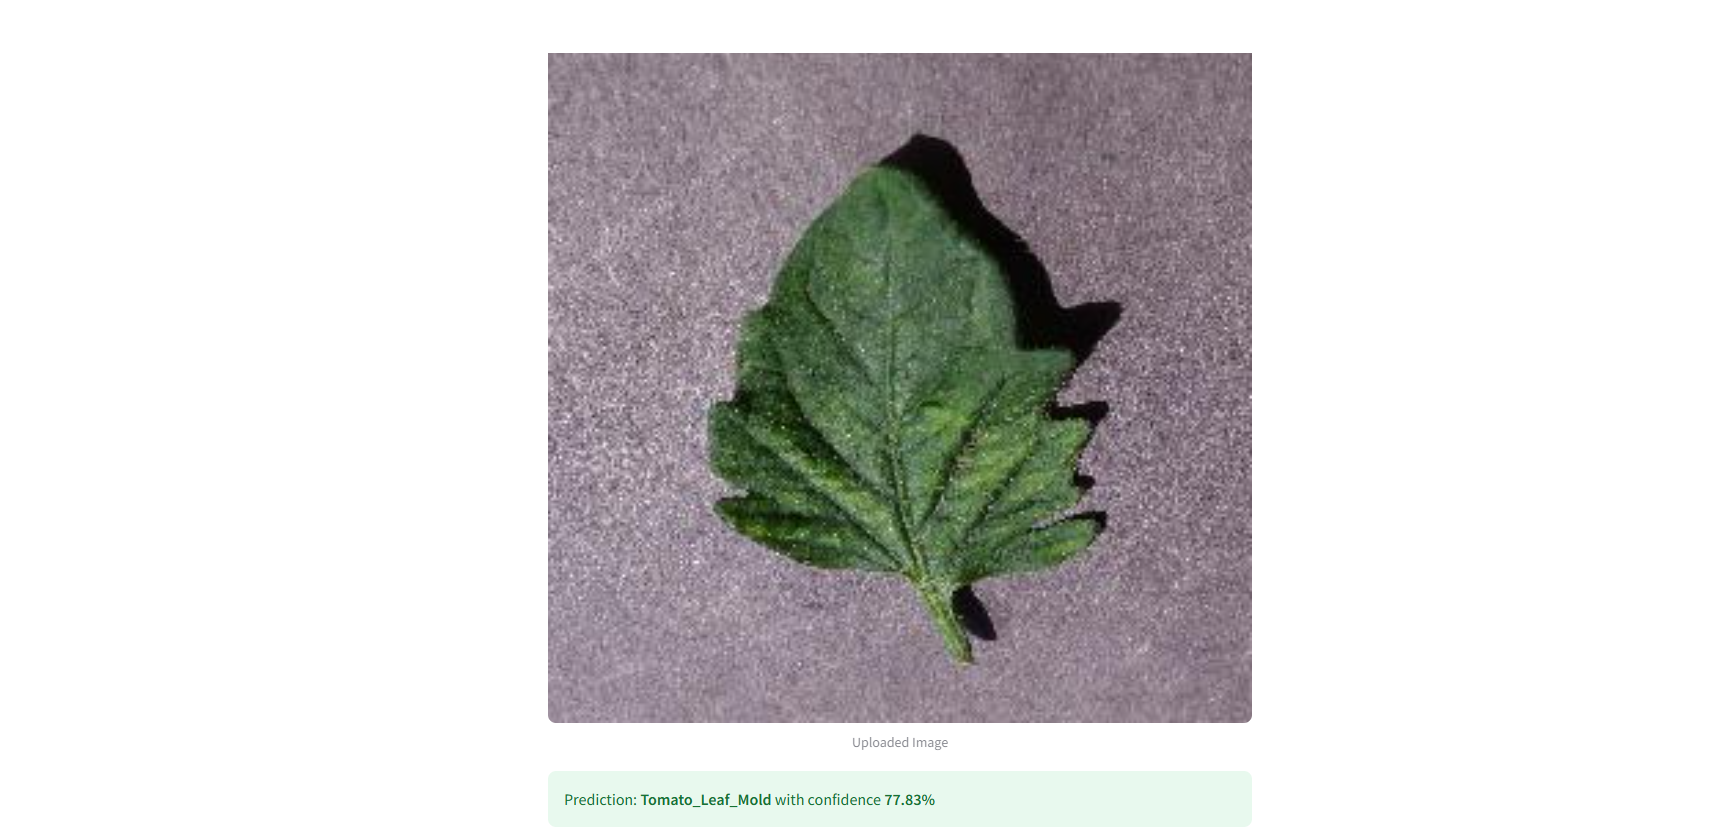 Uploaded Image
Prediction: Tomato_Leaf_Mold with confidence 77.83%